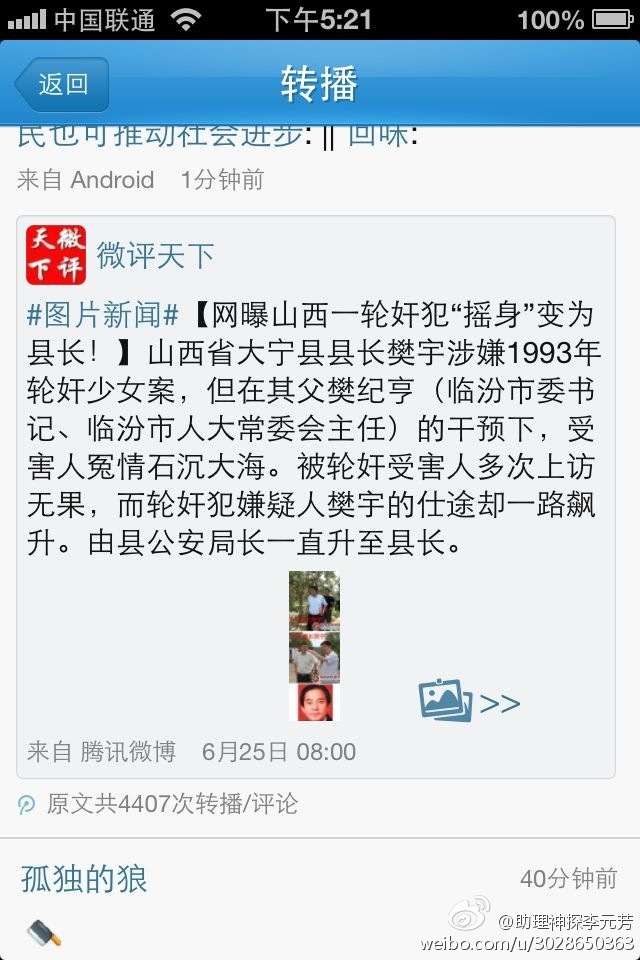 中国联通 下午5:21 100%
返回 转播
民也可推动社会进步: || 回味:
来自 Android 1分钟前
天微
下评
微评天下
#图片新闻#【网曝山西一轮奸犯“摇身”变为
县长！】山西省大宁县县长樊宇涉嫌1993年
轮奸少女案，但在其父樊纪亨（临汾市委书
记、临汾市人大常委会主任）的干预下，受
害人冤情石沉大海。被轮奸受害人多次上访
无果，而轮奸犯嫌疑人樊宇的仕途却一路飙
升。由县公安局长一直升至县长。
>>
来自 腾讯微博 6月25日 08:00
原文共4407次转播/评论
孤独的狼 40分钟前
@助理神探李元芳
weibo.com/u/3028650363